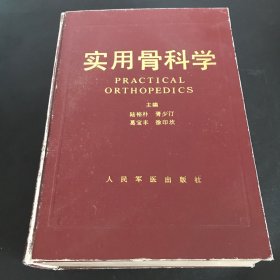 实用骨科学
PRACTICAL
ORTHOPEDICS
主编
陆裕朴 胥少汀
葛宝丰 徐印坎
人民军医出版社